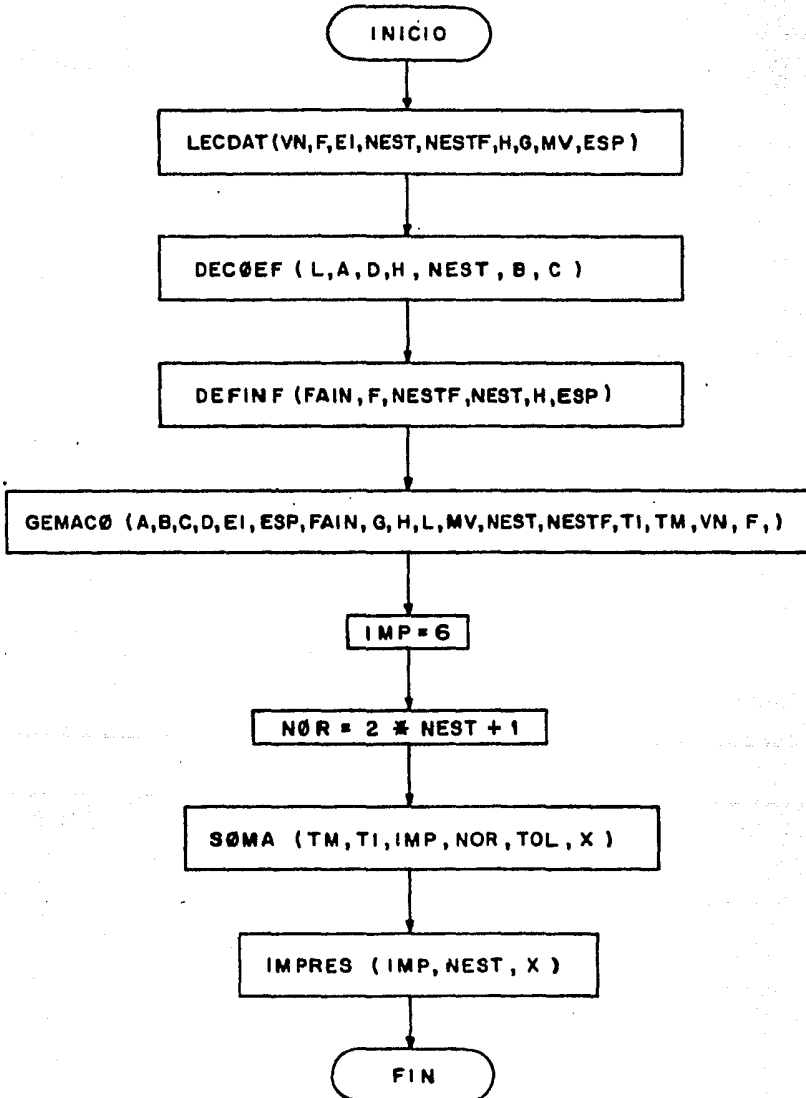 INICIO
LECDAT(VN,F,EI,NEST,NESTF,H,G,MV,ESP)
DECØEF (L,A,D,H, NEST, B, C)
DEFINF (FAIN, F, NESTF, NEST, H, ESP)
GEMACØ (A,B,C,D,EI,ESP,FAIN,G,H,L,MV,NEST,NESTF,TI,TM,VN, F,)
IMP = 6
NØR = 2 * NEST + 1
SØMA (TM,TI,IMP, NOR, TOL, X)
IMPRES (IMP, NEST, X)
FIN